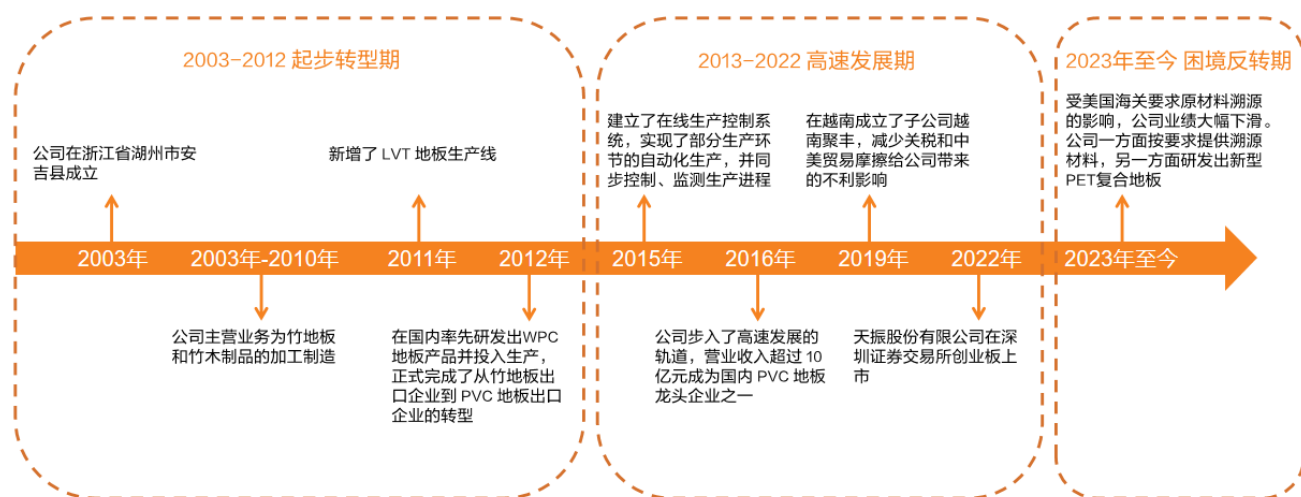 2003-2012 起步转型期
2013-2022 高速发展期
2023年至今 困境反转期
公司在浙江省湖州市安
吉县成立
新增了 LVT 地板生产线
建立了在线生产控制系
统，实现了部分生产环
节的自动化生产，并同
步控制、监测生产进程
在越南成立了子公司越
南聚丰，减少关税和中
美贸易摩擦给公司带来
的不利影响
受美国海关要求原材料溯源
的影响，公司业绩大幅下滑。
公司一方面按要求提供溯源
材料，另一方面研发出新型
PET复合地板
2003年
2003年-2010年
2011年
2012年
2015年
2016年
2019年
2022年
2023年至今
公司主营业务为竹地板
和竹木制品的加工制造
在国内率先研发出WPC
地板产品并投入生产，
正式完成了从竹地板出
口企业到 PVC 地板出口
企业的转型
公司步入了高速发展的
轨道，营业收入超过 10
亿元成为国内 PVC 地板
龙头企业之一
天振股份有限公司在深
圳证券交易所创业板上
市